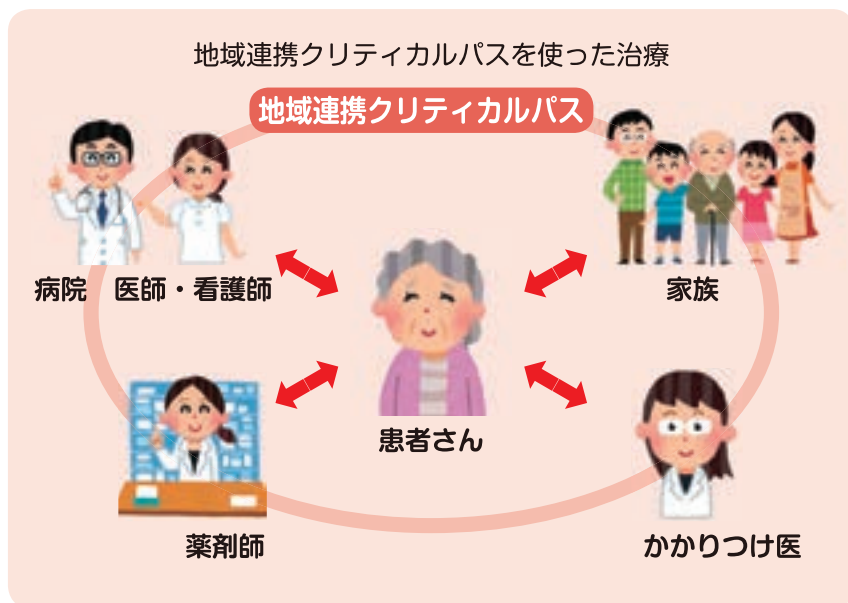 地域連携クリティカルパスを使った治療
地域連携クリティカルパス
病院　医師・看護師
家族
患者さん
薬剤師
かかりつけ医